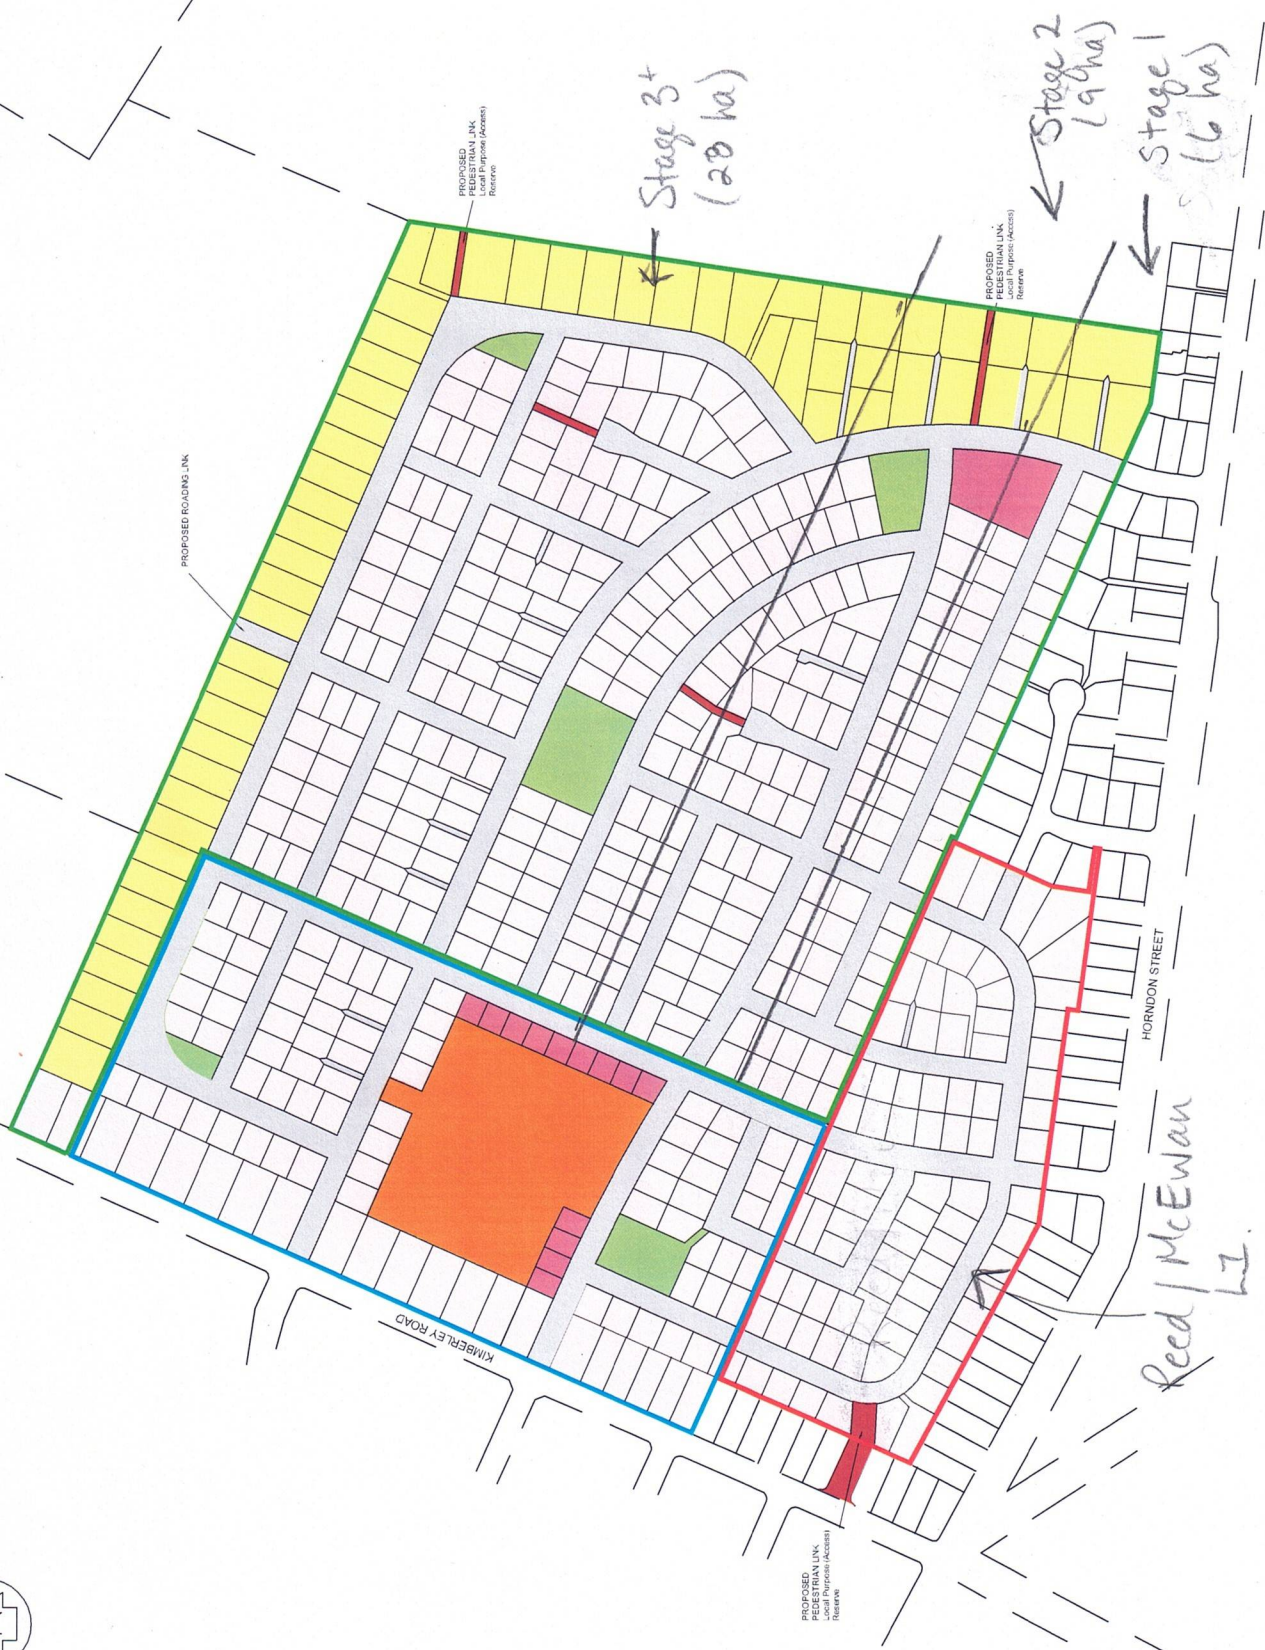 PROPOSED
PEDESTRIAN LINK
Local Purpose (Access)
Reserve
Stage 3+
(28 ha)
Stage 2
(9 ha)
Stage 1
(6 ha)
PROPOSED
PEDESTRIAN LINK
Local Purpose (Access)
Reserve
PROPOSED ROADING LINK
HORNDON STREET
KIMBERLEY ROAD
Reed / McEwan
L1.
PROPOSED
PEDESTRIAN LINK
Local Purpose (Access)
Reserve